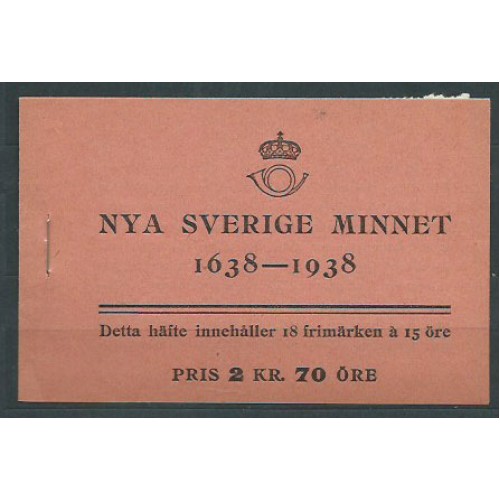 NYA SVERIGE MINNET
1638—1938
Detta häfte innehåller 18 frimärken à 15 öre
PRIS 2 KR. 70 ÖRE